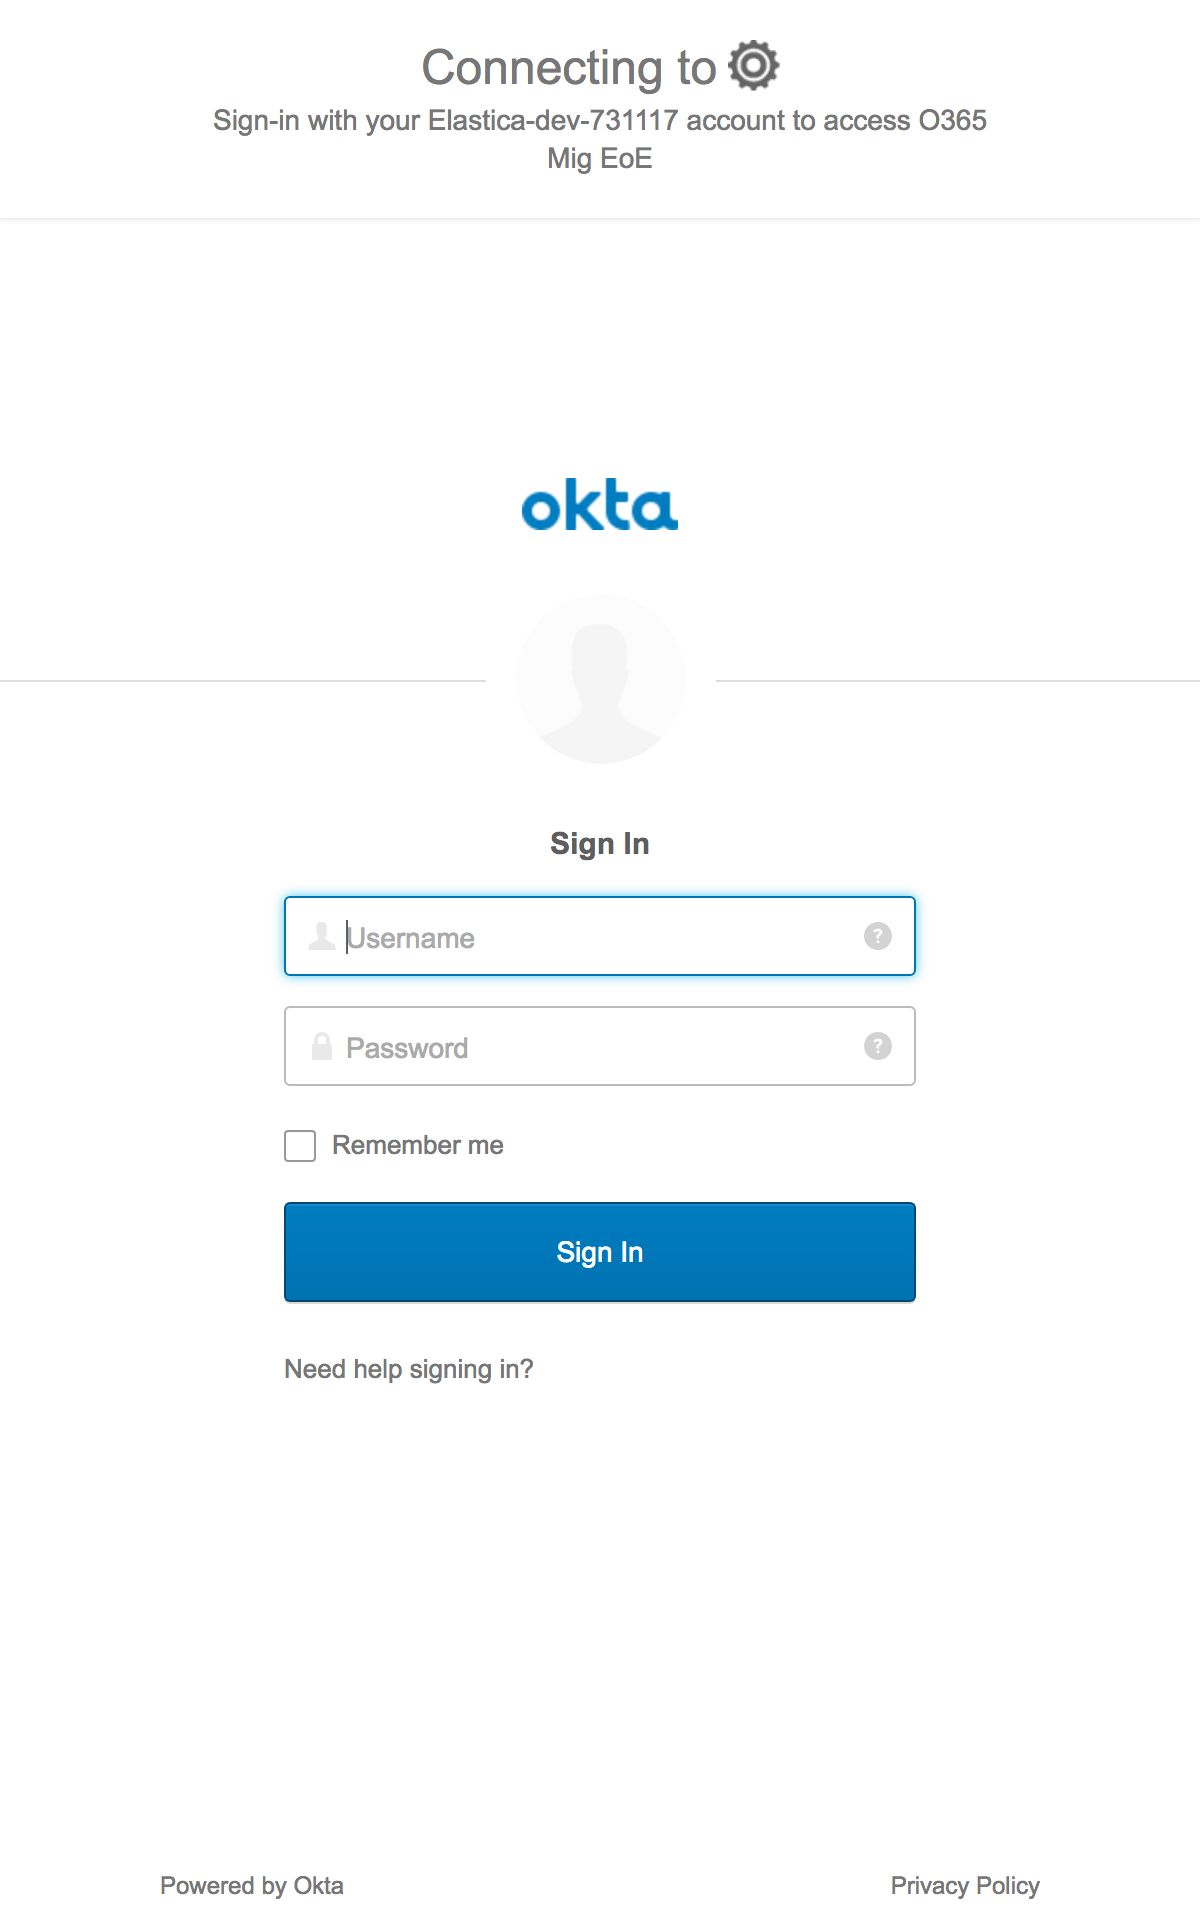 Connecting to
Sign-in with your Elastica-dev-731117 account to access O365
Mig EoE
okta
Sign In
Username
?
Password
?
Remember me
Sign In
Need help signing in?
Powered by Okta
Privacy Policy